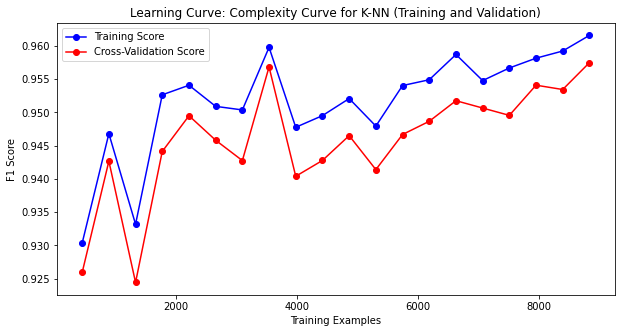 Learning Curve: Complexity Curve for K-NN (Training and Validation)
Training Score
Cross-Validation Score
F1 Score
0.960
0.955
0.950
0.945
0.940
0.935
0.930
0.925
2000
4000
6000
8000
Training Examples